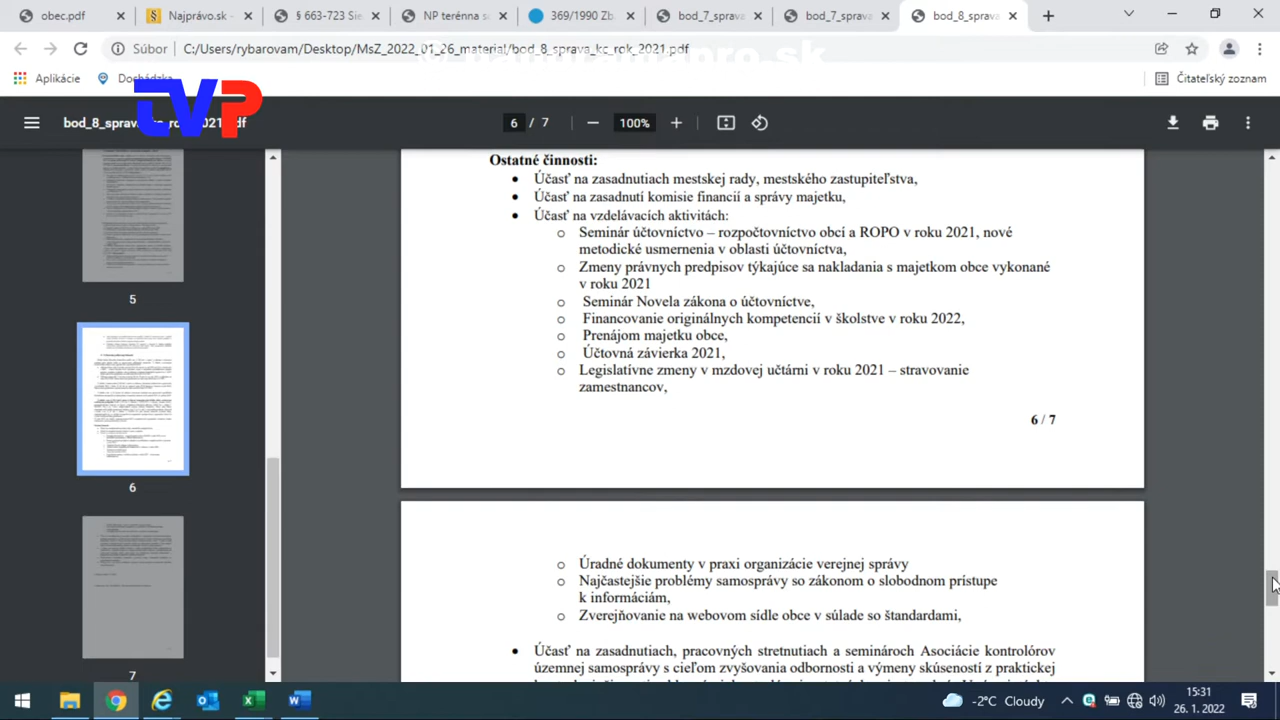 obec.pdf
Najprávo.sk -
§ 663-723 Sie
NP terénna s
369/1990 Zb
bod_7_sprava
bod_7_sprava
bod_8_sprava
Súbor
C:/Users/rybarovam/Desktop/MsZ_2022_01_26_material/bod_8_sprava_ks_rok_2021.pdf
Aplikácie
Dochádzka
Čitateľský zoznam
TVP
6 / 7
100%
Ostatné činnosti:
• Účasť na zasadnutiach mestskej rady, mestského zastupiteľstva,
• Účasť na zasadnutí komisie financií a správy majetku,
• Účasť na vzdelávacích aktivitách:
o Seminár účtovníctvo – rozpočtovníctvo obcí a ROPO v roku 2021, nové
metodické usmernenia v oblasti účtovníctva,
o Zmeny právnych predpisov týkajúce sa nakladania s majetkom obce vykonané
v roku 2021
o Seminár Novela zákona o účtovníctve,
o Financovanie originálnych kompetencií v školstve v roku 2022,
o Prenájom majetku obce,
o Účtovná závierka 2021,
o Legislatívne zmeny v mzdovej učtárni v roku 2021 – stravovanie
zamestnancov,
6 / 7
o Úradné dokumenty v praxi organizácie verejnej správy
o Najčastejšie problémy samosprávy so zákonom o slobodnom prístupe
k informáciám,
o Zverejňovanie na webovom sídle obce v súlade so štandardami,
• Účasť na zasadnutiach, pracovných stretnutiach a seminároch Asociácie kontrolórov
územnej samosprávy s cieľom zvyšovania odbornosti a výmeny skúseností z praktickej
5
6
7
-2°C Cloudy
15:31
26. 1. 2022